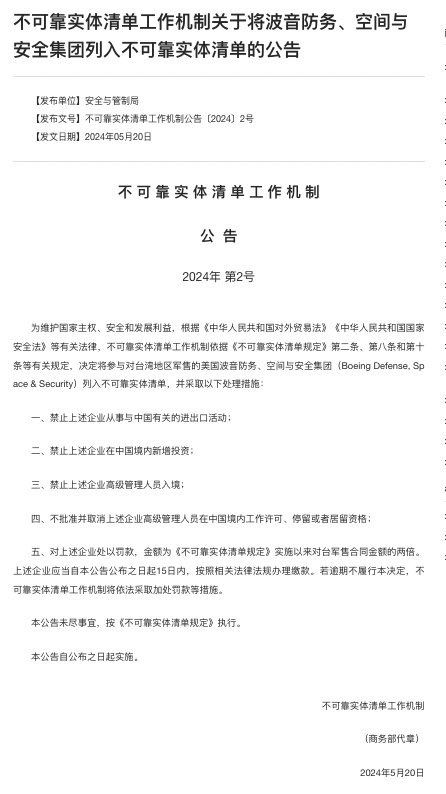 不可靠实体清单工作机制关于将波音防务、空间与
安全集团列入不可靠实体清单的公告
【发布单位】安全与管制局
【发布文号】不可靠实体清单工作机制公告〔2024〕2号
【发文日期】2024年05月20日
不可靠实体清单工作机制
公 告
2024年 第2号
为维护国家主权、安全和发展利益，根据《中华人民共和国对外贸易法》《中华人民共和国国家
安全法》等有关法律，不可靠实体清单工作机制依据《不可靠实体清单规定》第二条、第八条和第十
条等有关规定，决定将参与对台湾地区军售的美国波音防务、空间与安全集团（Boeing Defense, Sp
ace & Security）列入不可靠实体清单，并采取以下处理措施：
一、禁止上述企业从事与中国有关的进出口活动；
二、禁止上述企业在中国境内新增投资；
三、禁止上述企业高级管理人员入境；
四、不批准并取消上述企业高级管理人员在中国境内工作许可、停留或者居留资格；
五、对上述企业处以罚款，金额为《不可靠实体清单规定》实施以来对台军售合同金额的两倍。
上述企业应当自本公告公布之日起15日内，按照相关法律法规办理缴款。若逾期不履行本决定，不
可靠实体清单工作机制将依法采取加处罚款等措施。
本公告未尽事宜，按《不可靠实体清单规定》执行。
本公告自公布之日起实施。
不可靠实体清单工作机制
（商务部代章）
2024年5月20日